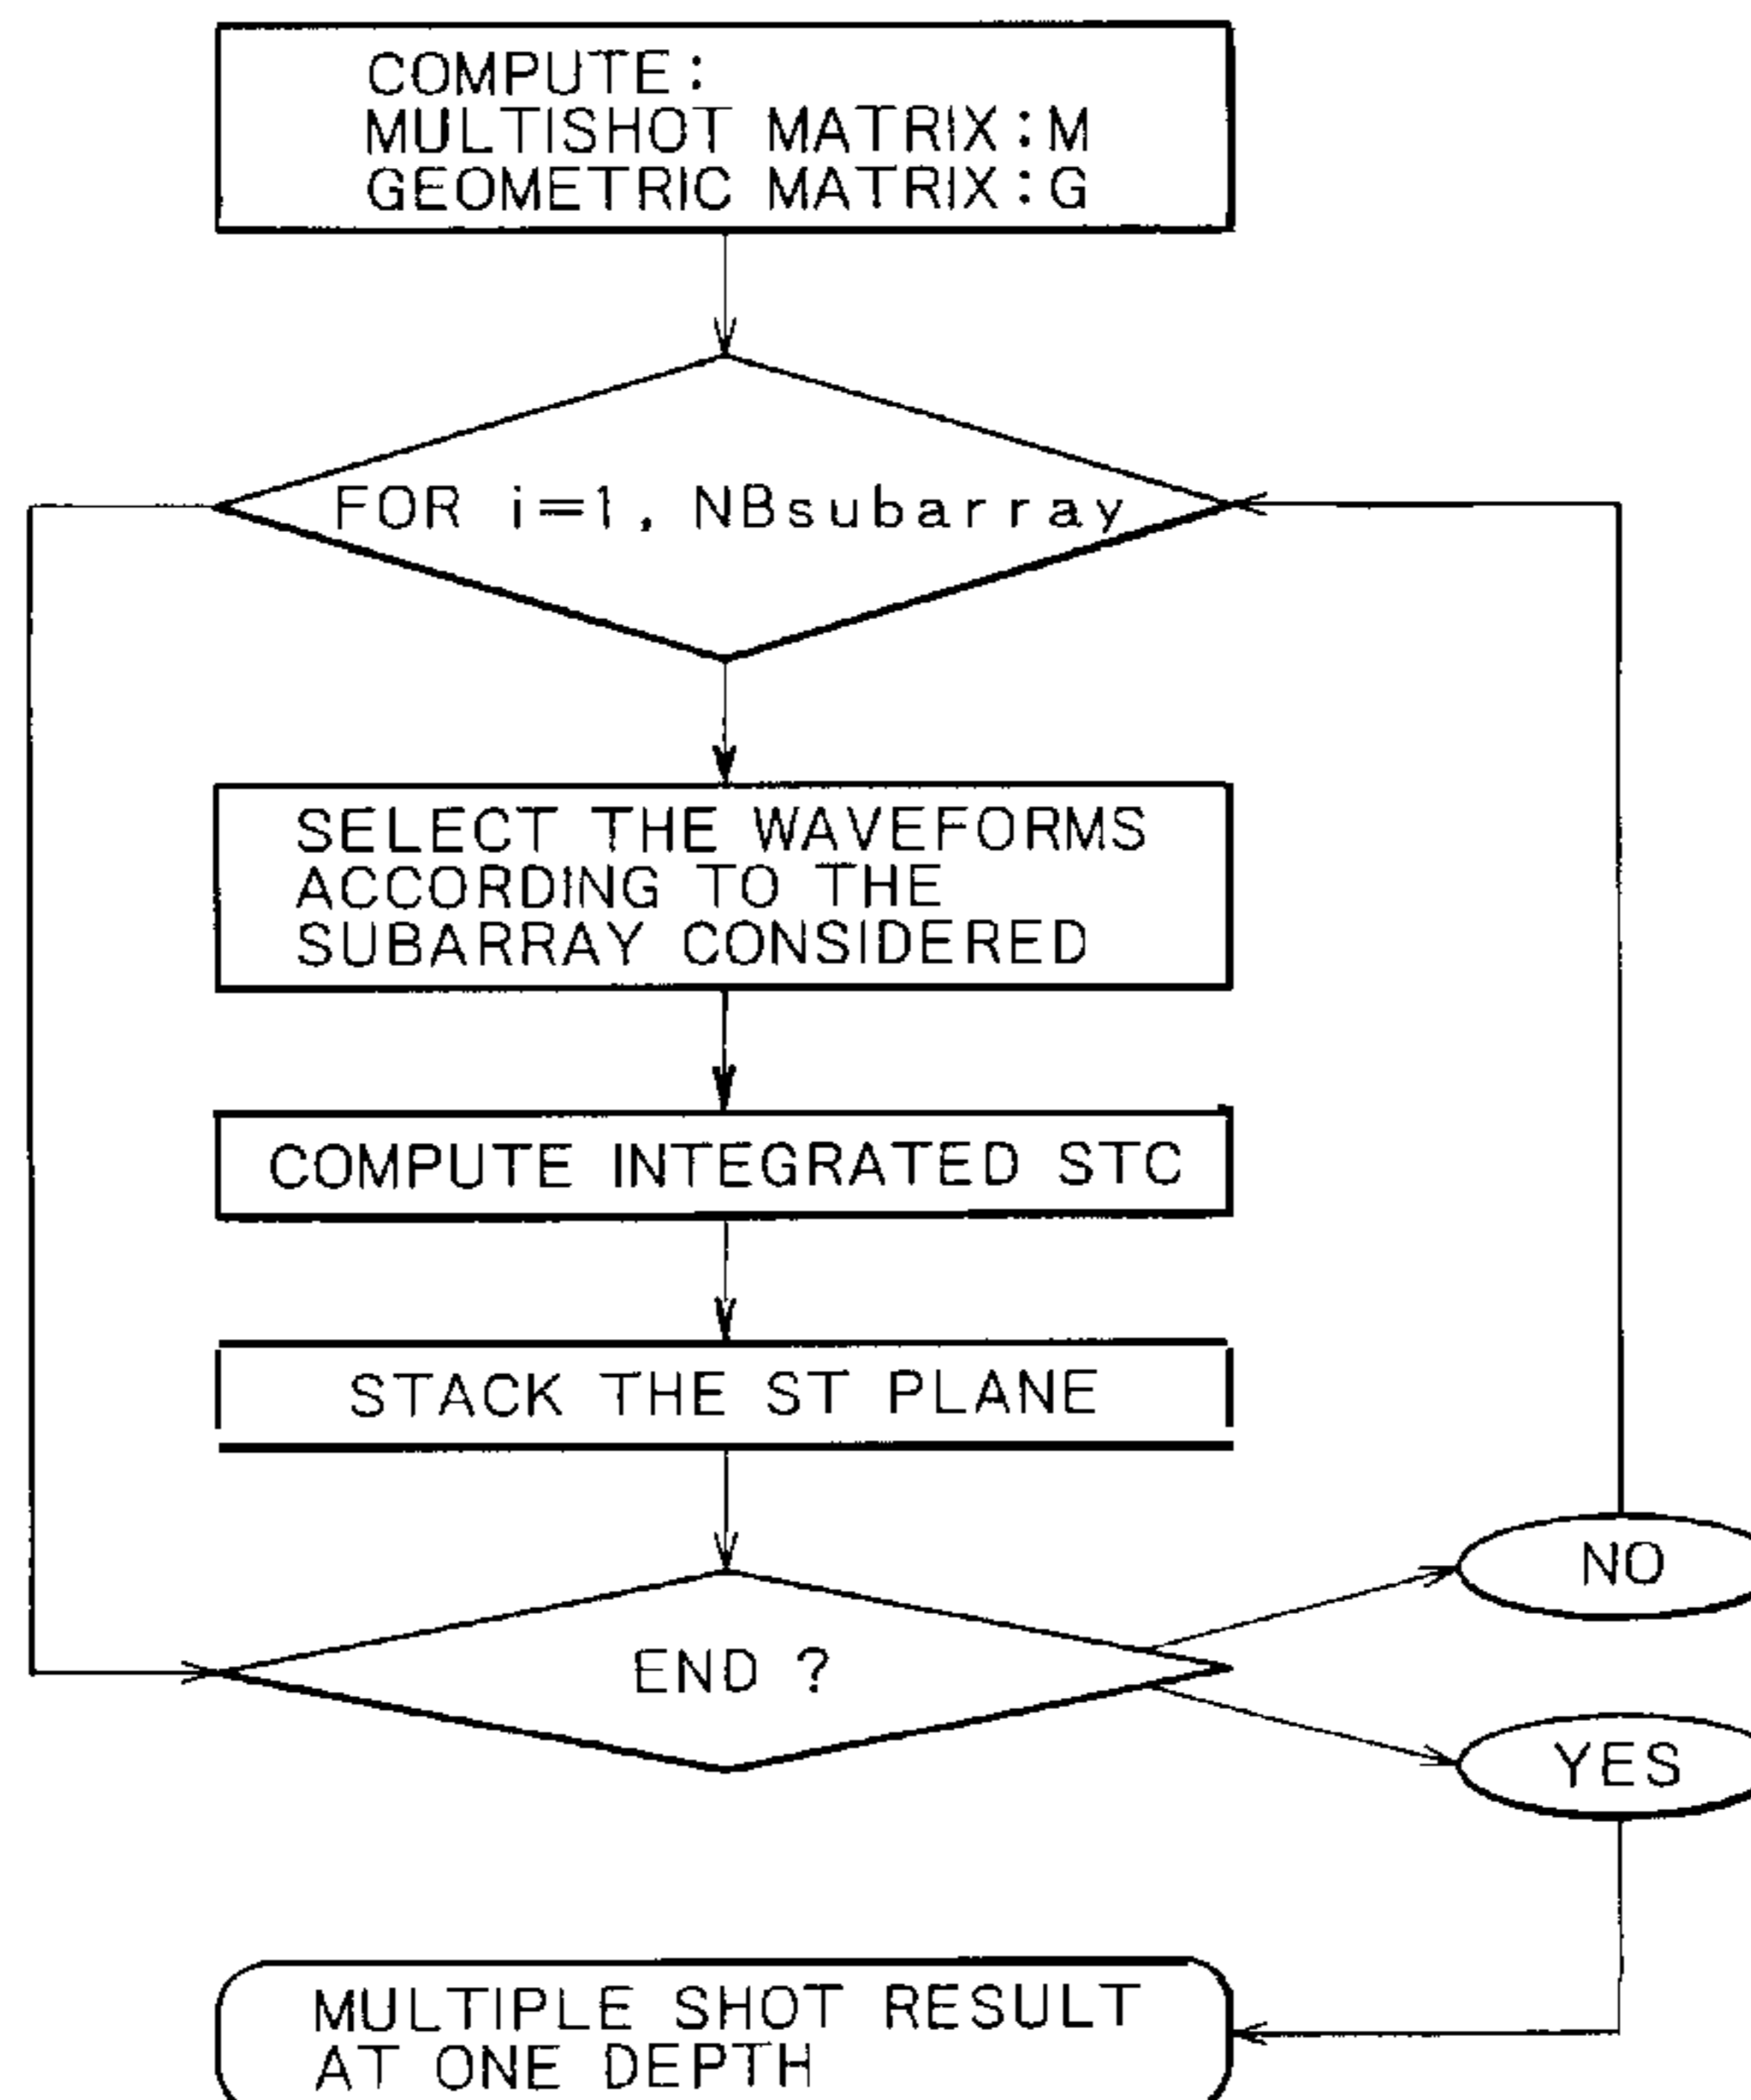 COMPUTE:
MULTISHOT MATRIX:M
GEOMETRIC MATRIX:G
FOR i=1, NBsubarray
SELECT THE WAVEFORMS
ACCORDING TO THE
SUBARRAY CONSIDERED
COMPUTE INTEGRATED STC
STACK THE ST PLANE
NO
END ?
YES
MULTIPLE SHOT RESULT
AT ONE DEPTH